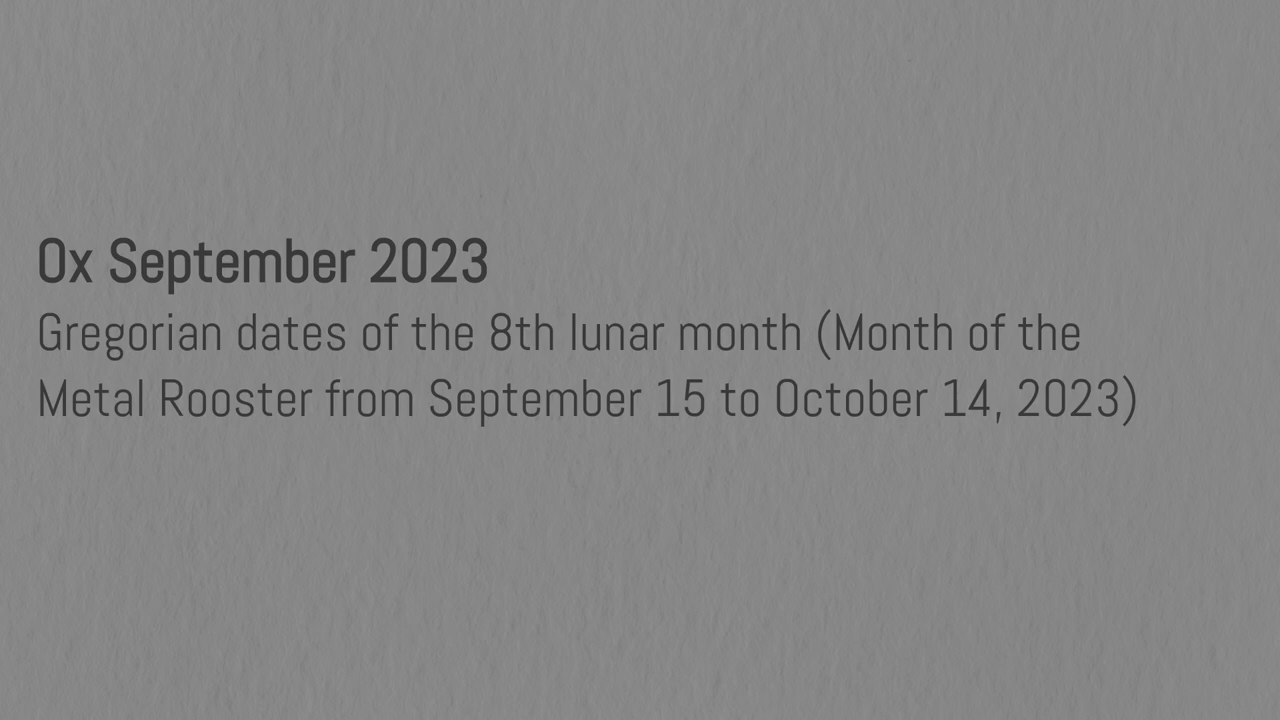 Ox September 2023
Gregorian dates of the 8th lunar month (Month of the
Metal Rooster from September 15 to October 14, 2023)